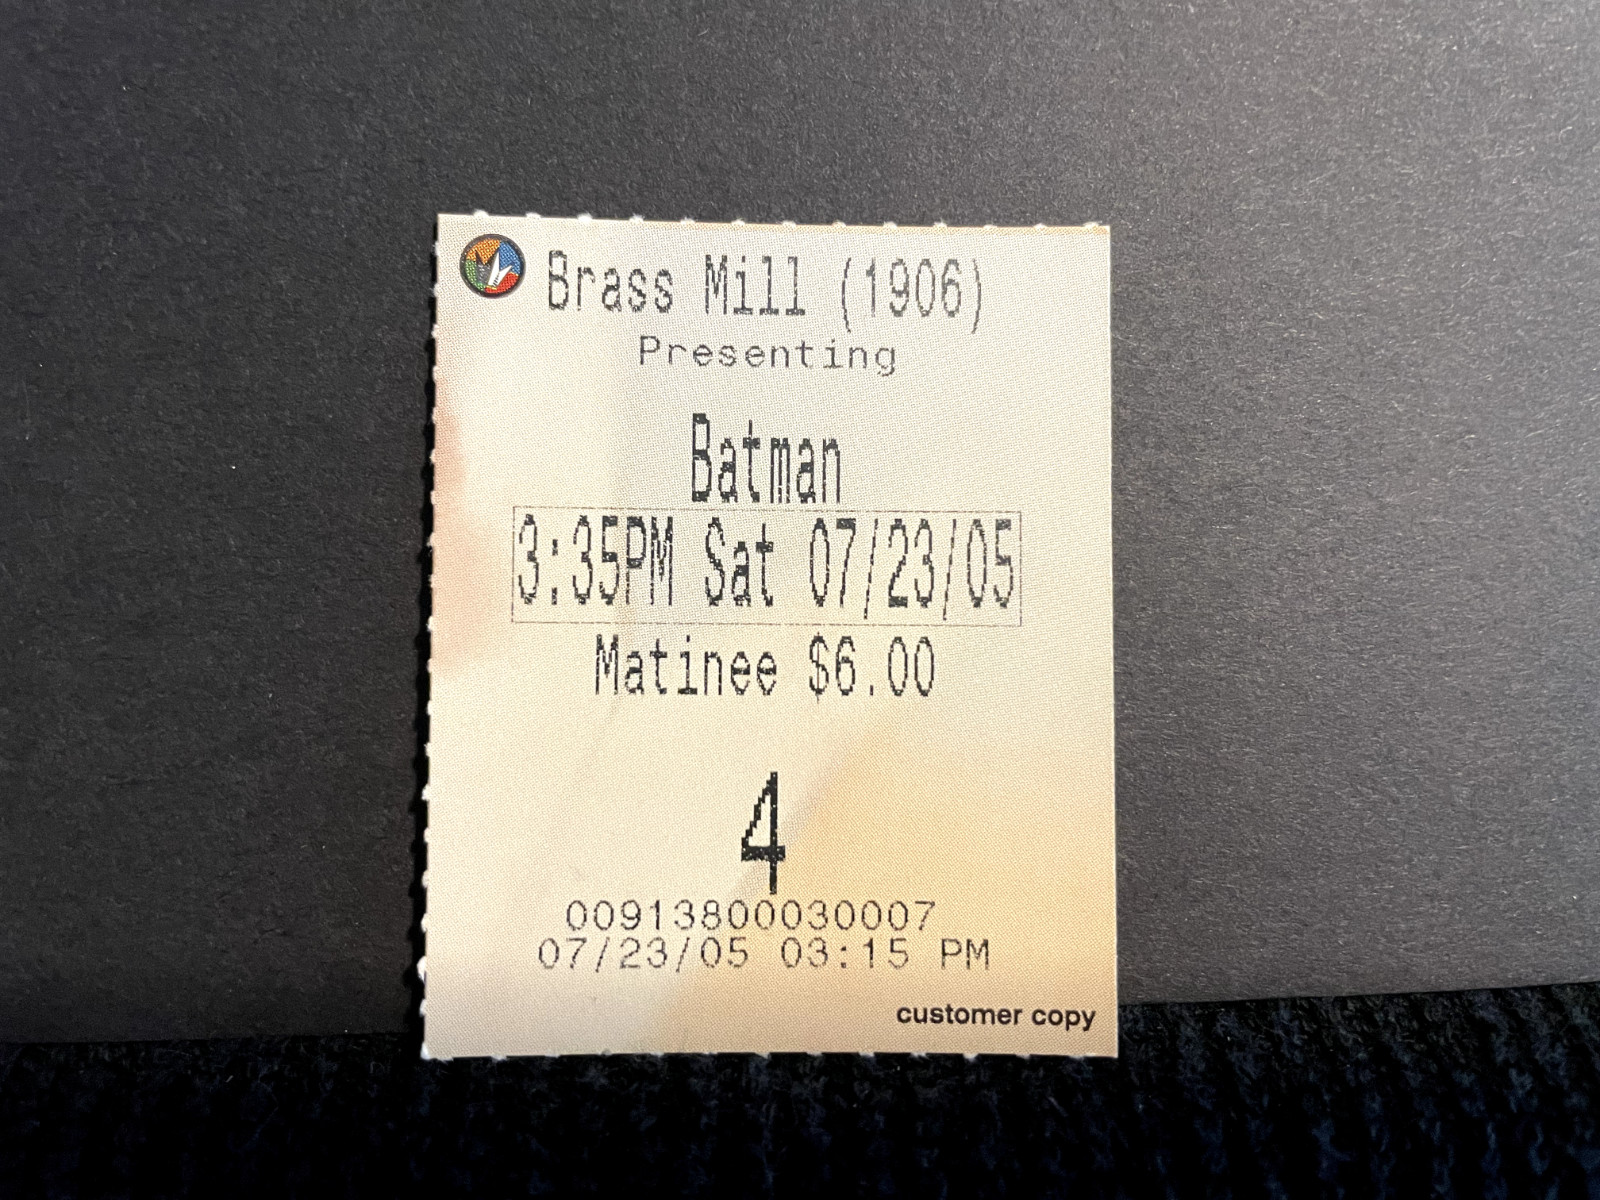 Brass Mill (1906)
Presenting
Batman
3:35PM Sat 07/23/05
Matinee $6.00
4
00913800030007
07/23/05 03:15 PM
customer copy